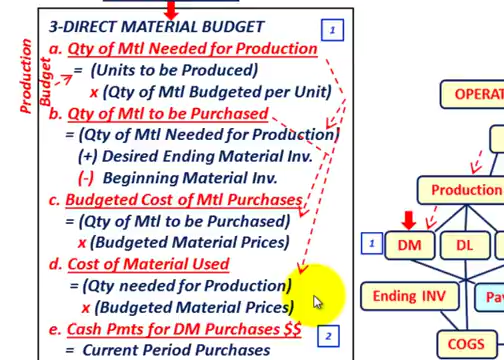 3-DIRECT MATERIAL BUDGET
1
a. Qty of Mtl Needed for Production
= (Units to be Produced)
x (Qty of Mtl Budgeted per Unit)
b. Qty of Mtl to be Purchased
= (Qty of Mtl Needed for Production)
(+) Desired Ending Material Inv.
(-) Beginning Material Inv.
c. Budgeted Cost of Mtl Purchases
= (Qty of Mtl to be Purchased)
x (Budgeted Material Prices)
d. Cost of Material Used
= (Qty needed for Production)
x (Budgeted Material Prices)
e. Cash Pmts for DM Purchases $$
2
= Current Period Purchases
Production
Budget
OPERAT
Production
1
DM
DL
Ending INV
Pay
COGS